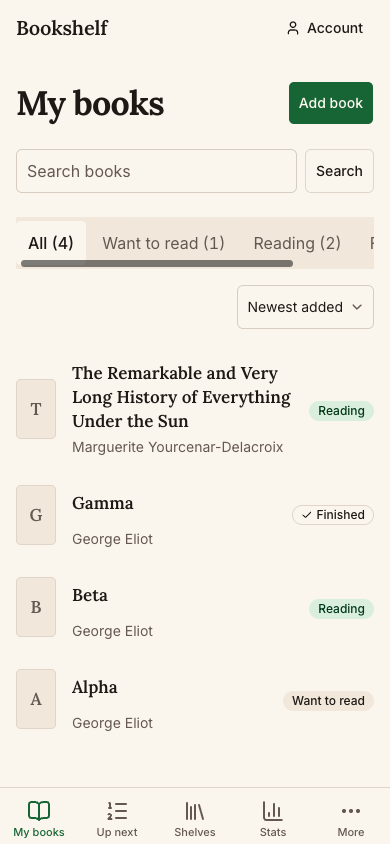 Bookshelf
Account
My books
Add book
Search books
Search
All (4)
Want to read (1)
Reading (2)
Newest added
T
The Remarkable and Very
Long History of Everything
Under the Sun
Marguerite Yourcenar-Delacroix
Reading
G
Gamma
George Eliot
Finished
B
Beta
George Eliot
Reading
A
Alpha
George Eliot
Want to read
My books
Up next
Shelves
Stats
More